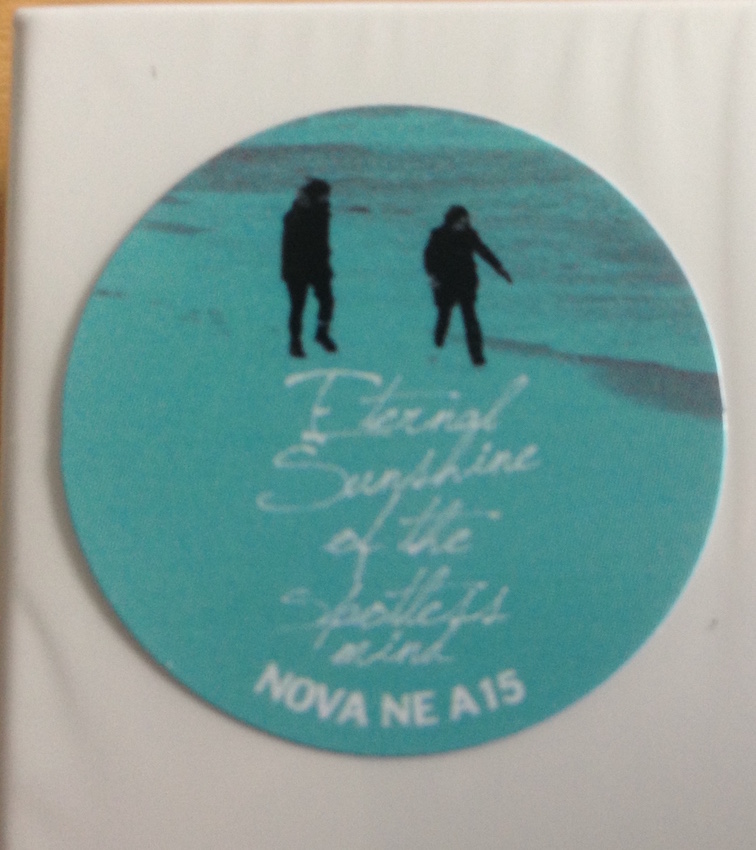 Eternal
Sunshine
of the
Spotless
mind
NOVA NE A15